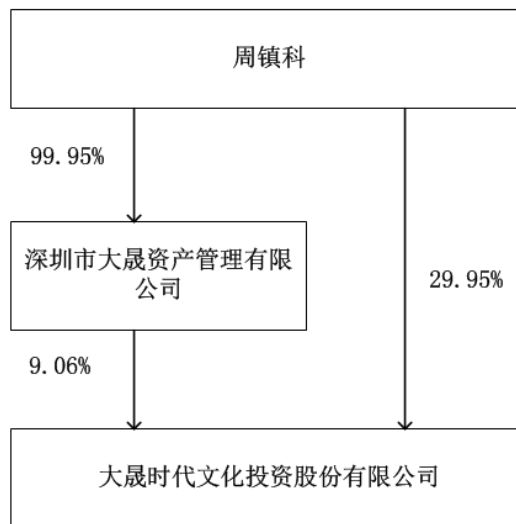 周镇科
99.95%
深圳市大晟资产管理有限
公司
29.95%
9.06%
大晟时代文化投资股份有限公司